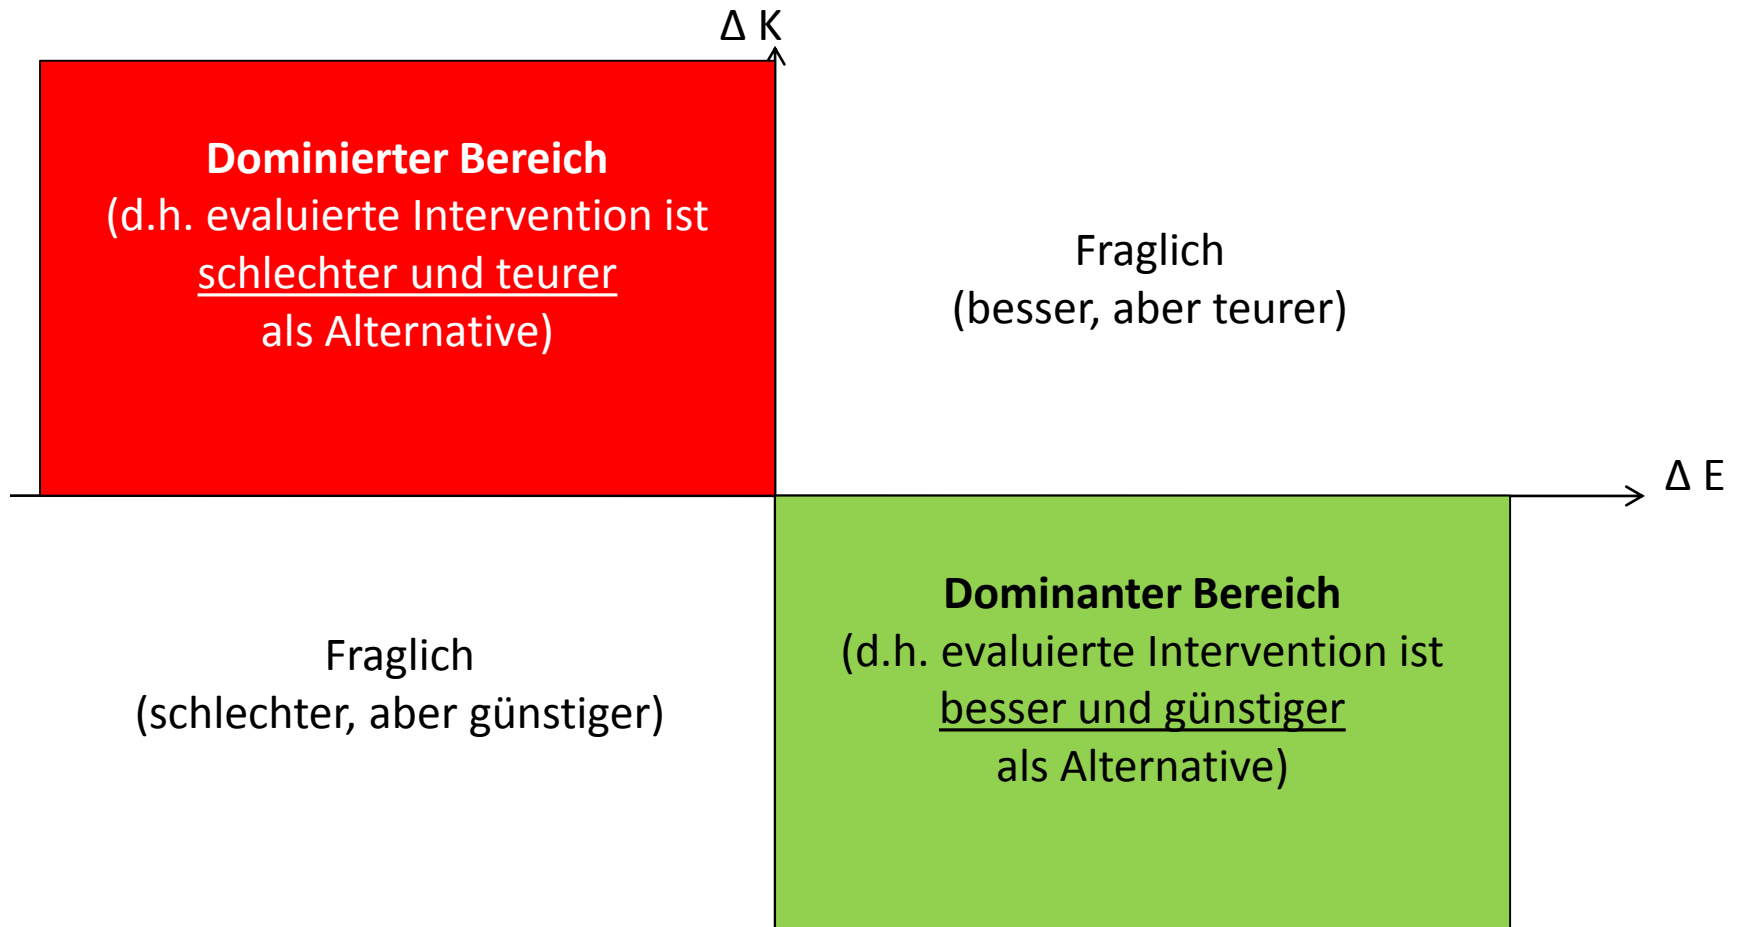 Δ K
Dominierter Bereich
(d.h. evaluierte Intervention ist
schlechter und teurer
als Alternative)
Fraglich
(besser, aber teurer)
Δ E
Fraglich
(schlechter, aber günstiger)
Dominanter Bereich
(d.h. evaluierte Intervention ist
besser und günstiger
als Alternative)